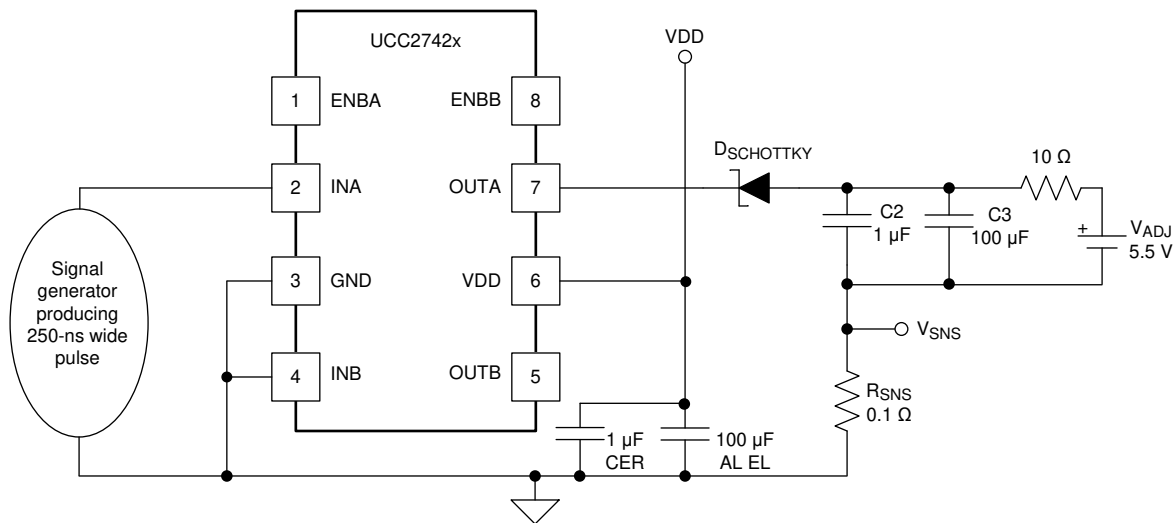 UCC2742x
VDD
1 ENBA
ENBB 8
DSCHOTTKY
10 Ω
2 INA
OUTA 7
C2
1 µF
C3
100 µF
+
VADJ
5.5 V
Signal
generator
producing
250-ns wide
pulse
3 GND
VDD 6
VSNS
4 INB
OUTB 5
RSNS
0.1 Ω
1 µF
CER
100 µF
AL EL